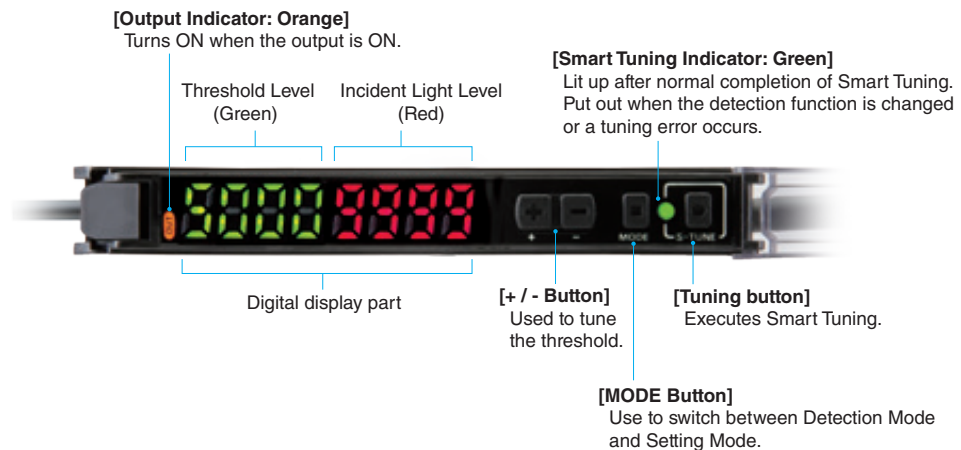 [Output Indicator: Orange]
Turns ON when the output is ON.
[Smart Tuning Indicator: Green]
Lit up after normal completion of Smart Tuning.
Put out when the detection function is changed
or a tuning error occurs.
Threshold Level
(Green)
Incident Light Level
(Red)
OUT
5000 9999
+ -
MODE
S-TUNE
Digital display part
[+ / - Button]
Used to tune
the threshold.
[Tuning button]
Executes Smart Tuning.
[MODE Button]
Use to switch between Detection Mode
and Setting Mode.